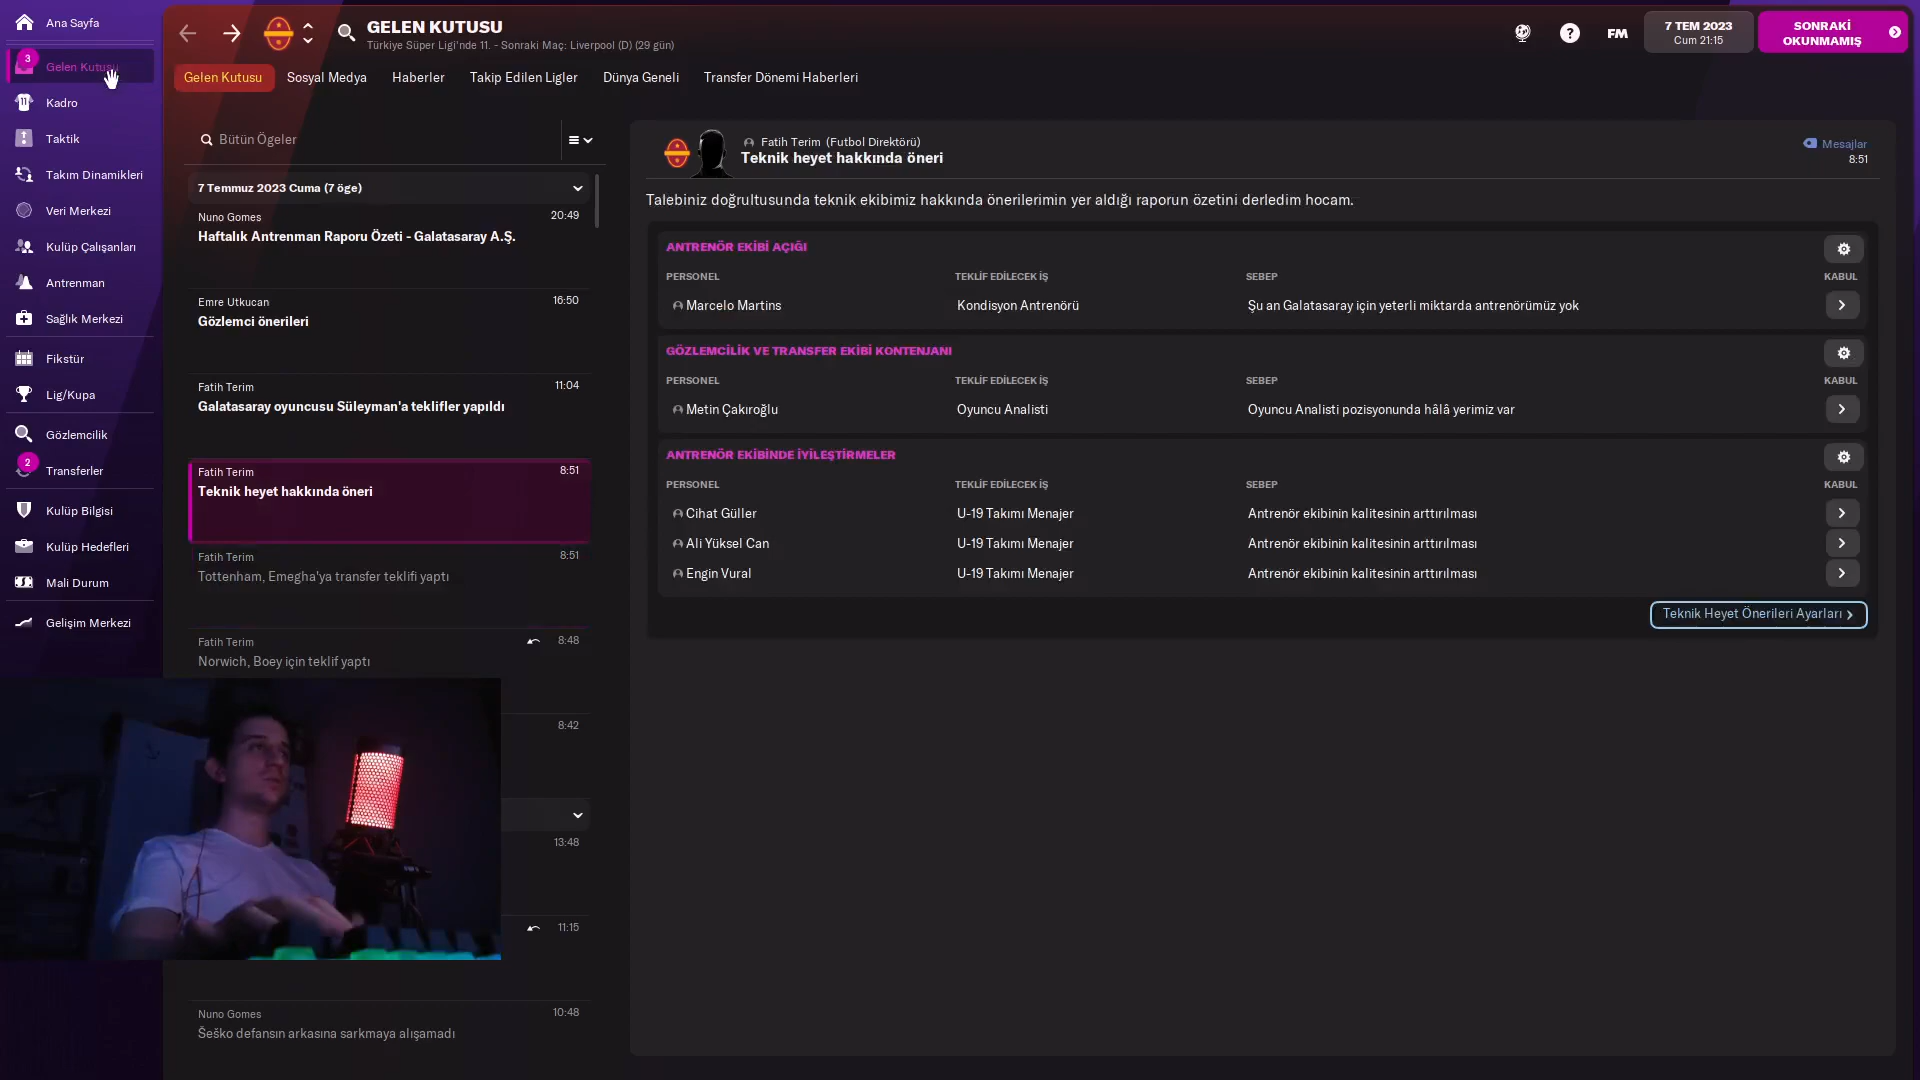 Ana Sayfa
3
Gelen Kutusu
Kadro
Taktik
Takım Dinamikleri
Veri Merkezi
Kulüp Çalışanları
Antrenman
Sağlık Merkezi
Fikstür
Lig/Kupa
Gözlemcilik
2
Transferler
Kulüp Bilgisi
Kulüp Hedefleri
Mali Durum
Gelişim Merkezi
GELEN KUTUSU
Türkiye Süper Ligi'nde 11. - Sonraki Maç: Liverpool (D) (29 gün)
FM
7 TEM 2023
Cum 21:15
SONRAKİ
OKUNMAMIŞ
Gelen Kutusu
Sosyal Medya
Haberler
Takip Edilen Ligler
Dünya Geneli
Transfer Dönemi Haberleri
Bütün Ögeler
7 Temmuz 2023 Cuma (7 öge)
Nuno Gomes 20:49
Haftalık Antrenman Raporu Özeti - Galatasaray A.Ş.
Emre Utkucan 16:50
Gözlemci önerileri
Fatih Terim 11:04
Galatasaray oyuncusu Süleyman'a teklifler yapıldı
Fatih Terim 8:51
Teknik heyet hakkında öneri
Fatih Terim 8:51
Tottenham, Emegha'ya transfer teklifi yaptı
Fatih Terim 8:48
Norwich, Boey için teklif yaptı
8:42
13:48
11:15
Nuno Gomes 10:48
Šeško defansın arkasına sarkmaya alışamadı
Fatih Terim (Futbol Direktörü)
Teknik heyet hakkında öneri
Mesajlar
8:51
Talebiniz doğrultusunda teknik ekibimiz hakkında önerilerimin yer aldığı raporun özetini derledim hocam.
ANTRENÖR EKİBİ AÇIĞI
PERSONEL TEKLİF EDİLECEK İŞ SEBEP KABUL
Marcelo Martins Kondisyon Antrenörü Şu an Galatasaray için yeterli miktarda antrenörümüz yok
GÖZLEMCİLİK VE TRANSFER EKİBİ KONTENJANI
PERSONEL TEKLİF EDİLECEK İŞ SEBEP KABUL
Metin Çakıroğlu Oyuncu Analisti Oyuncu Analisti pozisyonunda hâlâ yerimiz var
ANTRENÖR EKİBİNDE İYİLEŞTİRMELER
PERSONEL TEKLİF EDİLECEK İŞ SEBEP KABUL
Cihat Güller U-19 Takımı Menajer Antrenör ekibinin kalitesinin arttırılması
Ali Yüksel Can U-19 Takımı Menajer Antrenör ekibinin kalitesinin arttırılması
Engin Vural U-19 Takımı Menajer Antrenör ekibinin kalitesinin arttırılması
Teknik Heyet Önerileri Ayarları